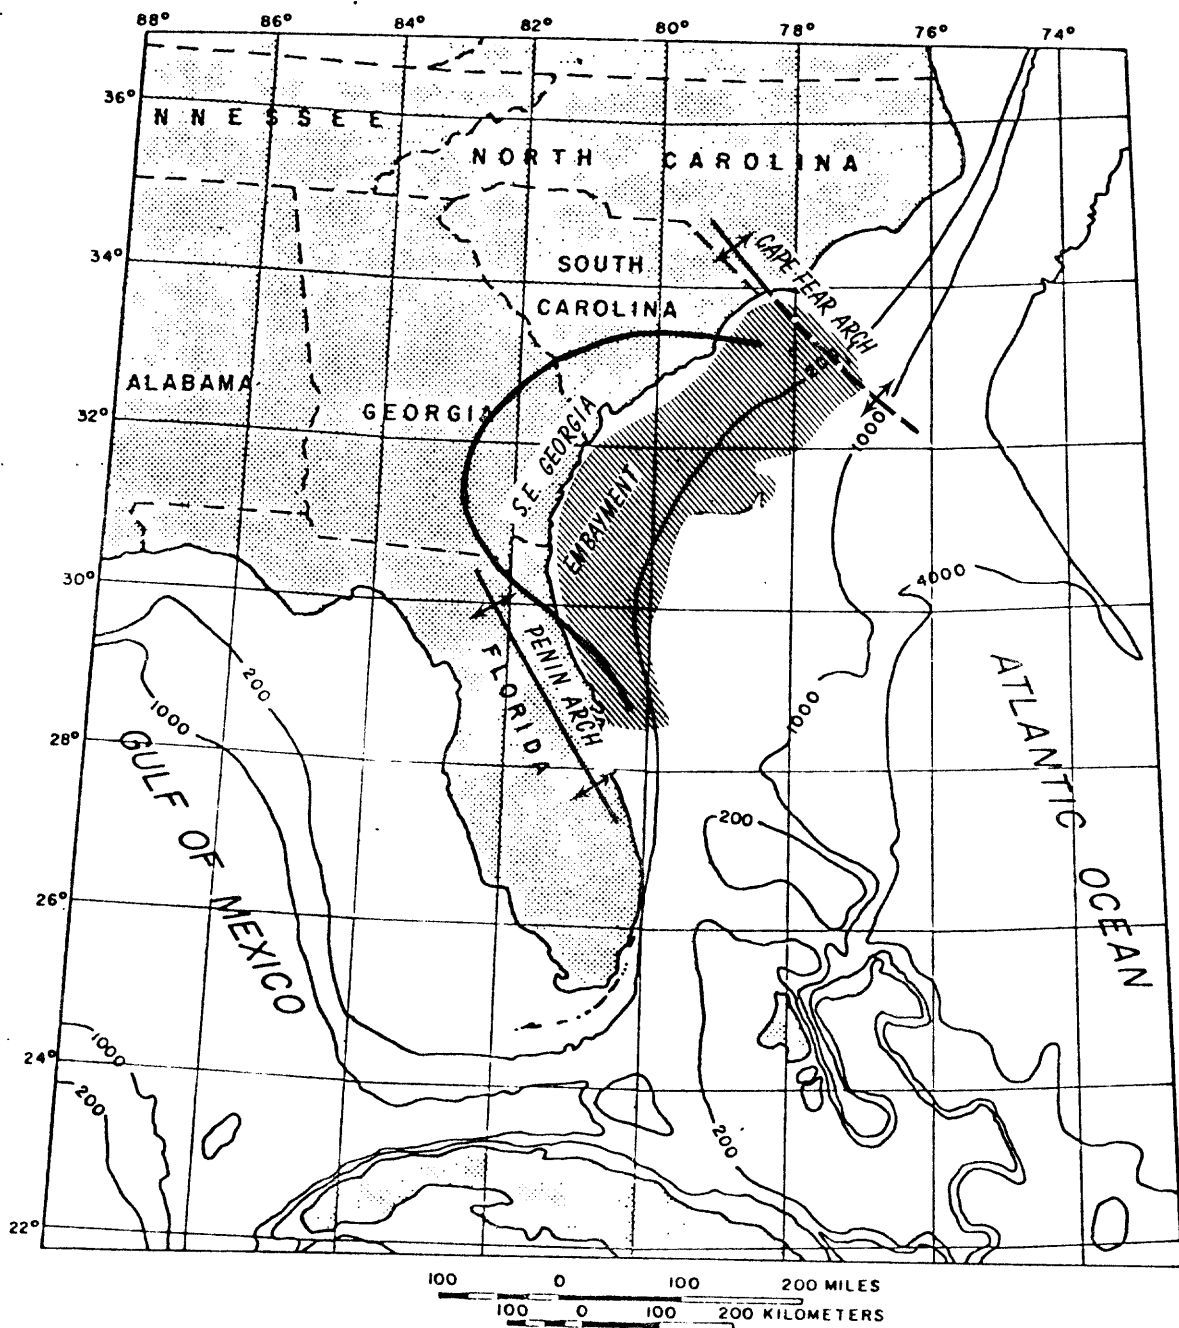 88° 86° 84° 82° 80° 78° 76° 74°
36°
NNESSEE
NORTH CAROLINA
34°
SOUTH
CAROLINA
CAPE FEAR ARCH
200
ALABAMA
GEORGIA
32°
1000
S.E. GEORGIA
EMBAYMENT
30°
4000
PENIN ARCH
FLORIDA
200
1000
1000
ATLANTIC OCEAN
28°
GULF OF MEXICO
200
26°
24°
1000
200
200
22°
100 0 100 200 MILES
100 0 100 200 KILOMETERS